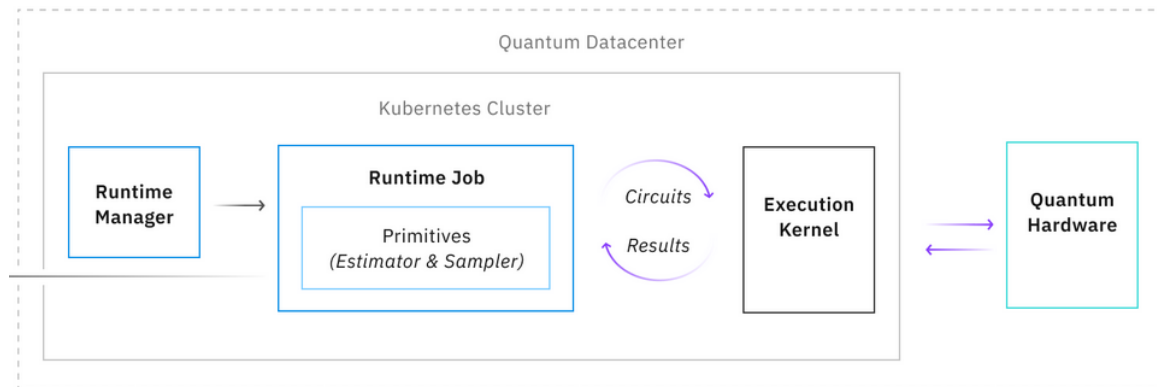 Quantum Datacenter
Kubernetes Cluster
Runtime
Manager
Runtime Job
Primitives
(Estimator & Sampler)
Circuits
Results
Execution
Kernel
Quantum
Hardware